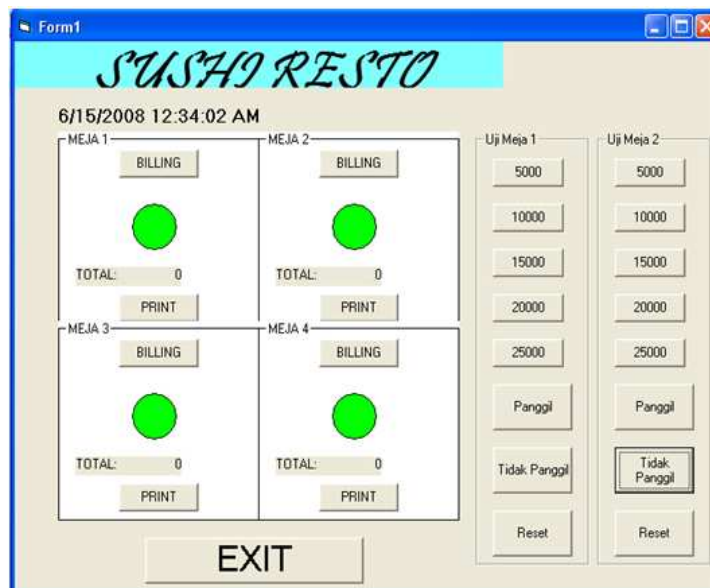 Form1
SUSHI RESTO
6/15/2008 12:34:02 AM
MEJA 1
BILLING
TOTAL: 0
PRINT
MEJA 2
BILLING
TOTAL: 0
PRINT
MEJA 3
BILLING
TOTAL: 0
PRINT
MEJA 4
BILLING
TOTAL: 0
PRINT
EXIT
Uji Meja 1
5000
10000
15000
20000
25000
Panggil
Tidak Panggil
Reset
Uji Meja 2
5000
10000
15000
20000
25000
Panggil
Tidak
Panggil
Reset